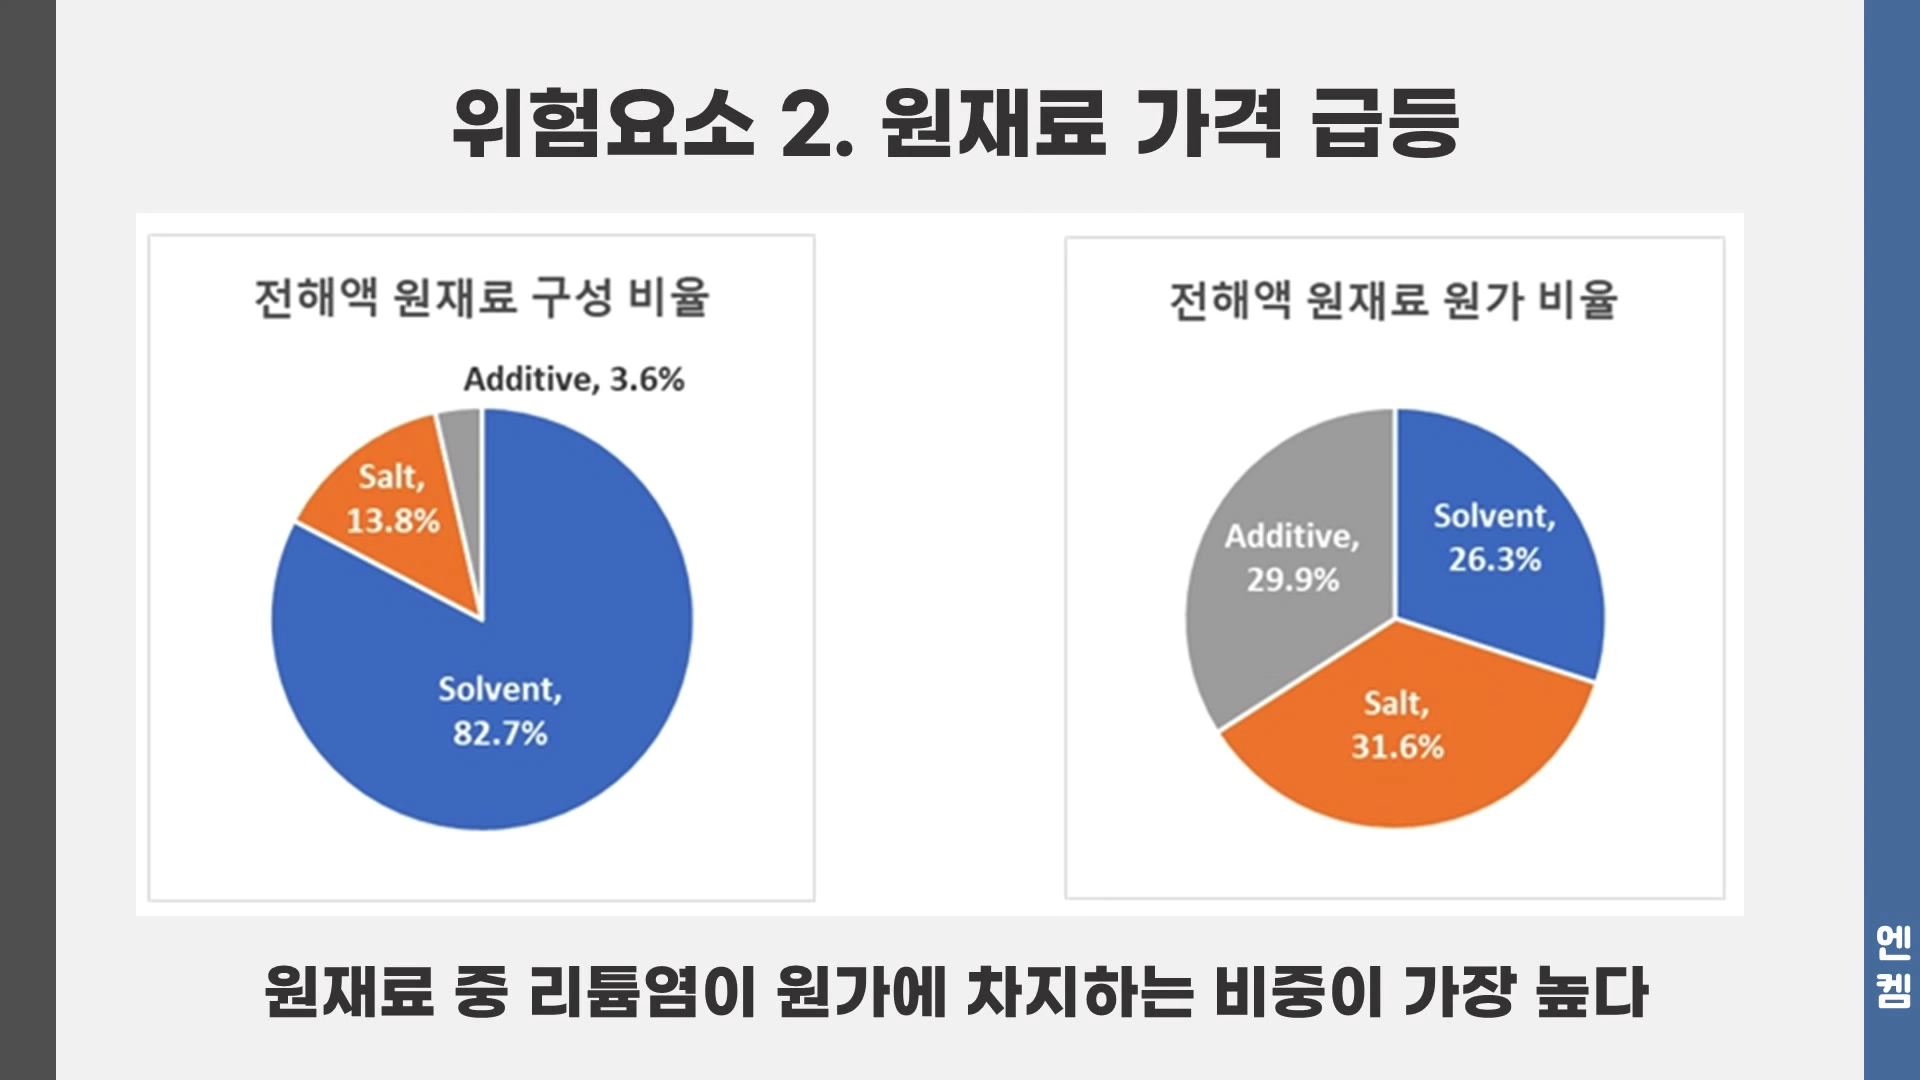 위험요소 2. 원재료 가격 급등
전해액 원재료 구성 비율
Additive, 3.6%
Salt,
13.8%
Solvent,
82.7%
전해액 원재료 원가 비율
Solvent,
26.3%
Additive,
29.9%
Salt,
31.6%
원재료 중 리튬염이 원가에 차지하는 비중이 가장 높다
엔
켐